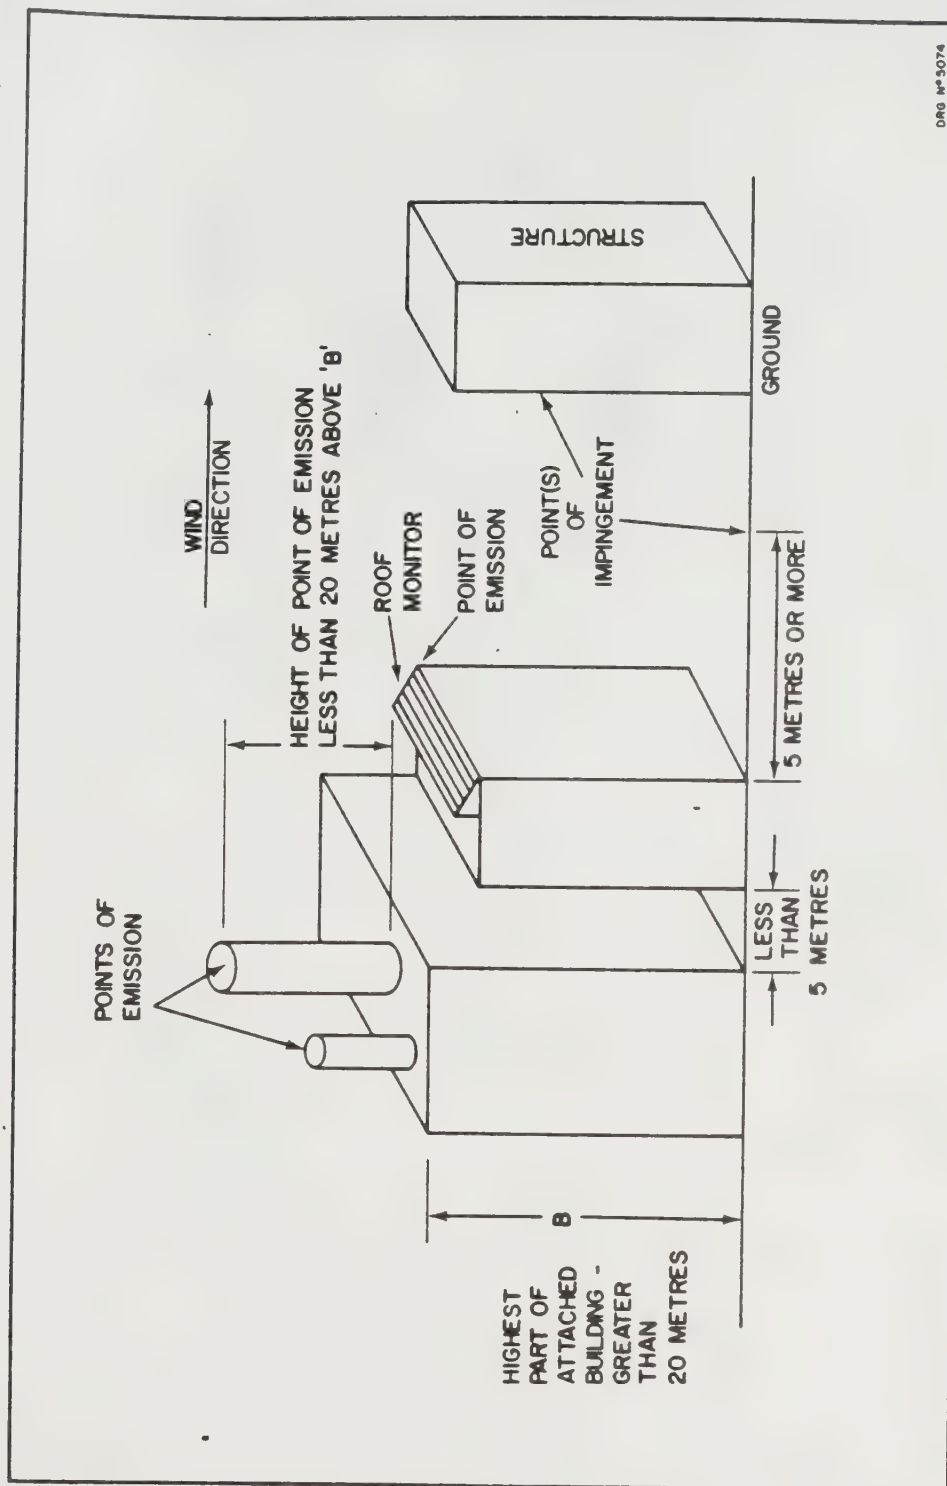 POINTS OF
EMISSION
WIND
DIRECTION
HEIGHT OF POINT OF EMISSION
LESS THAN 20 METRES ABOVE 'B'
ROOF
MONITOR
POINT OF
EMISSION
STRUCTURE
POINT(S)
OF
IMPINGEMENT
B
HIGHEST
PART OF
ATTACHED
BUILDING -
GREATER
THAN
20 METRES
LESS
THAN
5 METRES
5 METRES OR MORE
GROUND
DRG Nº 5074